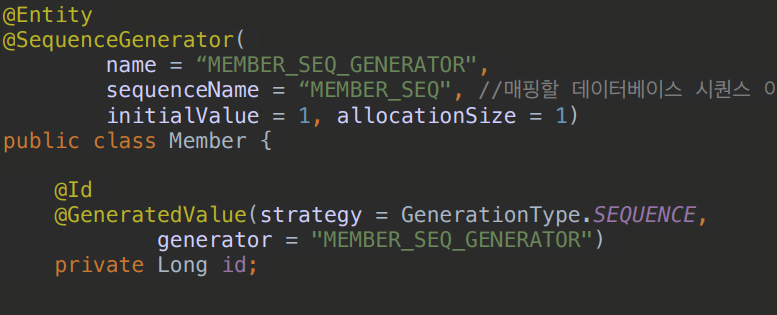 @Entity
@SequenceGenerator(
name = “MEMBER_SEQ_GENERATOR",
sequenceName = “MEMBER_SEQ", //매핑할 데이터베이스 시퀀스 이
initialValue = 1, allocationSize = 1)
public class Member {
@Id
@GeneratedValue(strategy = GenerationType.SEQUENCE,
generator = "MEMBER_SEQ_GENERATOR")
private Long id;